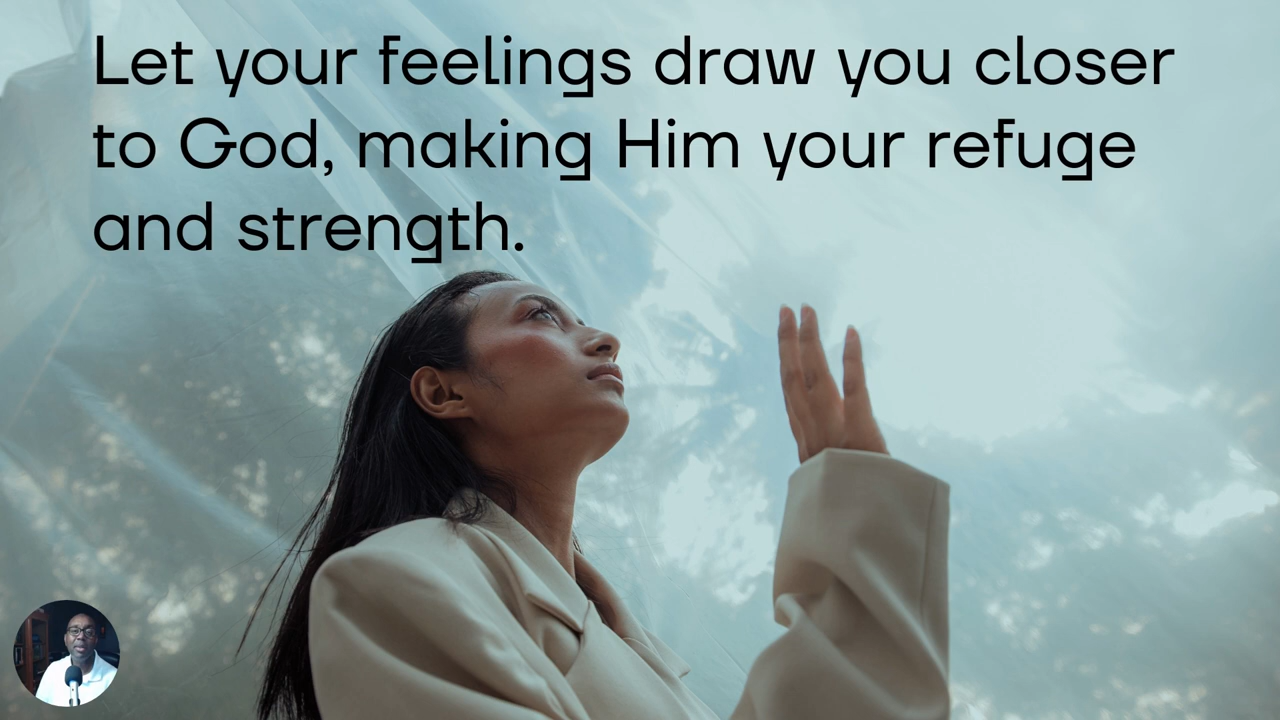 Let your feelings draw you closer
to God, making Him your refuge
and strength.